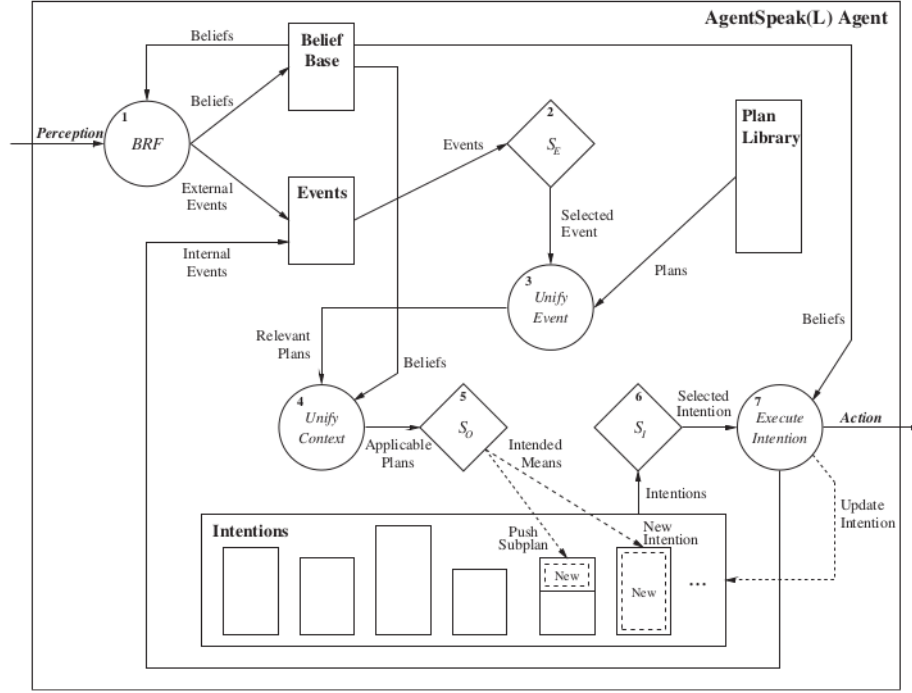 AgentSpeak(L) Agent
Beliefs
Belief
Base
Beliefs
1
BRF
Perception
2
S_E
Plan
Library
Events
External
Events
Events
Selected
Event
Internal
Events
Plans
3
Unify
Event
Relevant
Plans
Beliefs
Beliefs
4
Unify
Context
Applicable
Plans
5
S_O
Intended
Means
6
S_I
Selected
Intention
7
Execute
Intention
Action
Intentions
Update
Intention
Intentions
Push
Subplan
New
Intention
New
New
...